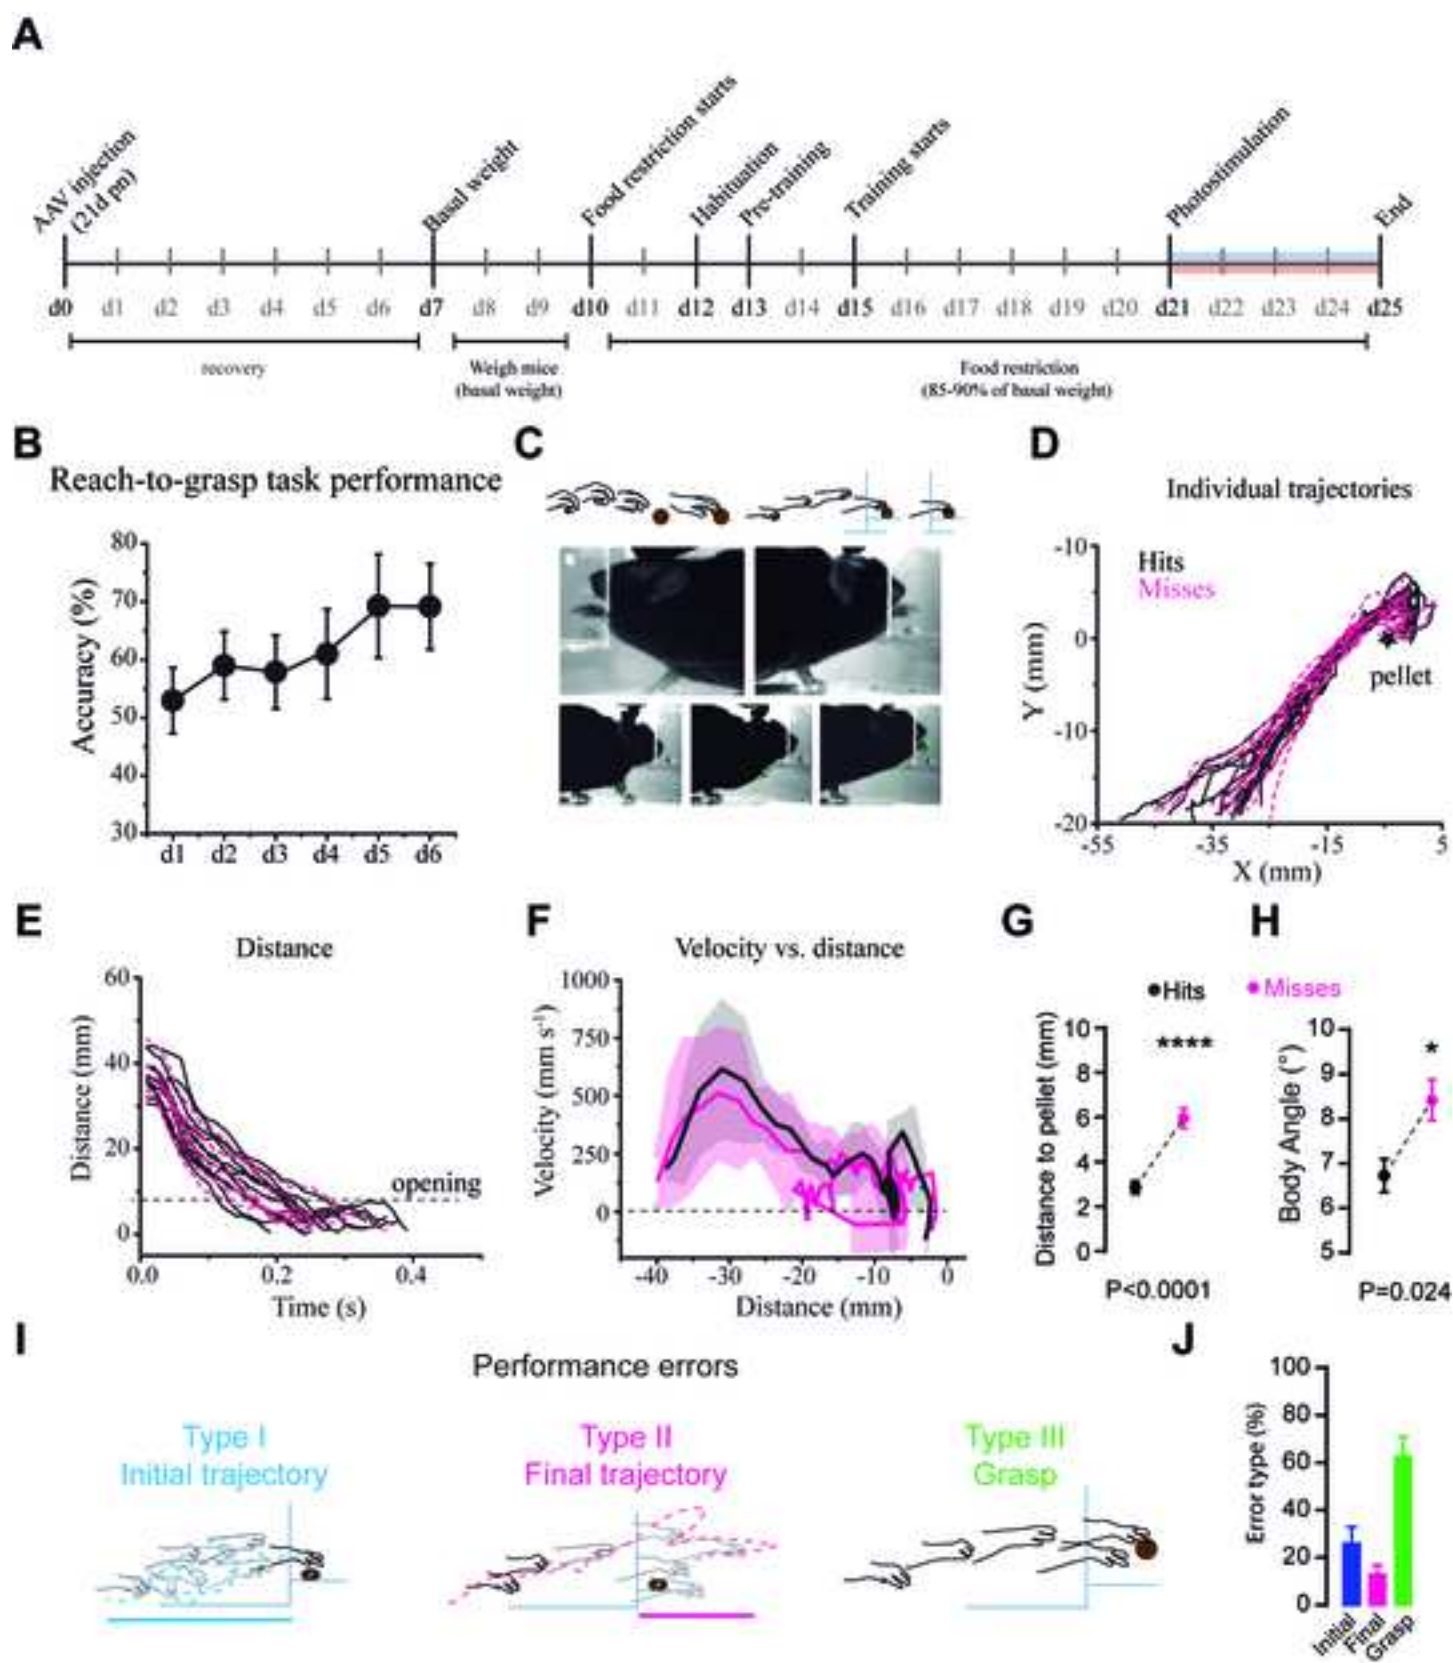 A
AAV injection
(21d pn)
Basal weight
Food restriction starts
Habituation
Pre-training
Training starts
Photostimulation
End
d0 d1 d2 d3 d4 d5 d6 d7 d8 d9 d10 d11 d12 d13 d14 d15 d16 d17 d18 d19 d20 d21 d22 d23 d24 d25
recovery
Weigh mice
(basal weight)
Food restriction
(85-90% of basal weight)
B
Reach-to-grasp task performance
Accuracy (%)
80
70
60
50
40
30
d1 d2 d3 d4 d5 d6
C
D
Individual trajectories
Hits
Misses
pellet
Y (mm)
-10
0
-10
-20
-55 -35 -15 5
X (mm)
E
Distance
Distance (mm)
60
40
20
0
opening
0.0 0.2 0.4
Time (s)
F
Velocity vs. distance
Velocity (mm s⁻¹)
1000
750
500
250
0
-40 -30 -20 -10 0
Distance (mm)
G
Hits
Distance to pellet (mm)
10
8
6
4
2
0
****
P<0.0001
H
Misses
Body Angle (°)
10
9
8
7
6
5
*
P=0.024
I
Performance errors
Type I
Initial trajectory
Type II
Final trajectory
Type III
Grasp
J
Error type (%)
100
80
60
40
20
0
Initial
Final
Grasp